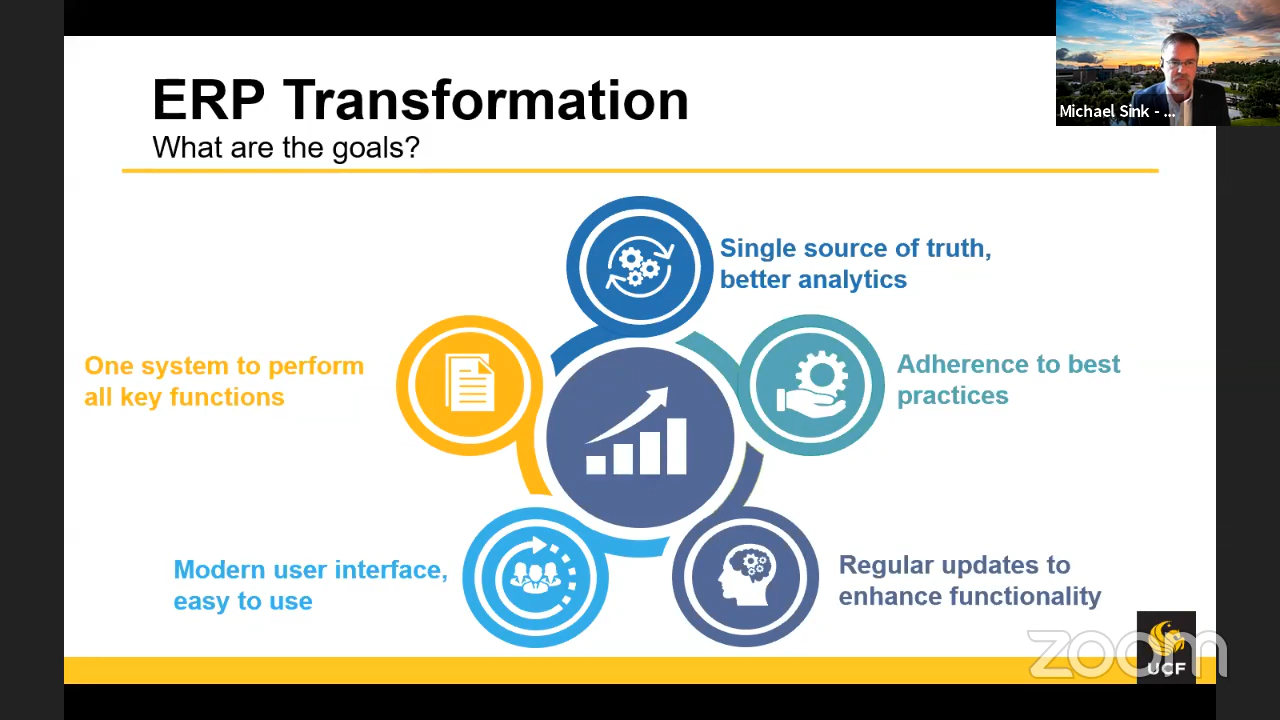 ERP Transformation
What are the goals?
Michael Sink - ...
Single source of truth,
better analytics
One system to perform
all key functions
Adherence to best
practices
Modern user interface,
easy to use
Regular updates to
enhance functionality
zoom
UCF